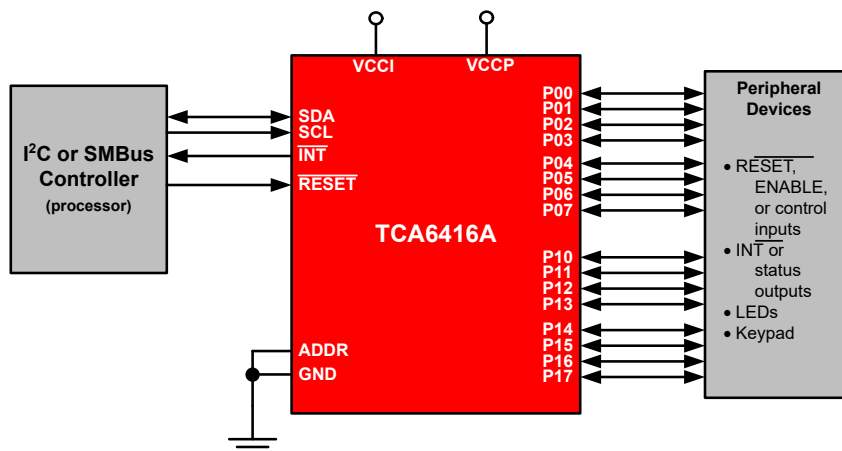 VCCI
VCCP
I²C or SMBus
Controller
(processor)
SDA
SCL
INT
RESET
TCA6416A
ADDR
GND
P00
P01
P02
P03
P04
P05
P06
P07
P10
P11
P12
P13
P14
P15
P16
P17
Peripheral
Devices
• RESET,
ENABLE,
or control
inputs
• INT or
status
outputs
• LEDs
• Keypad